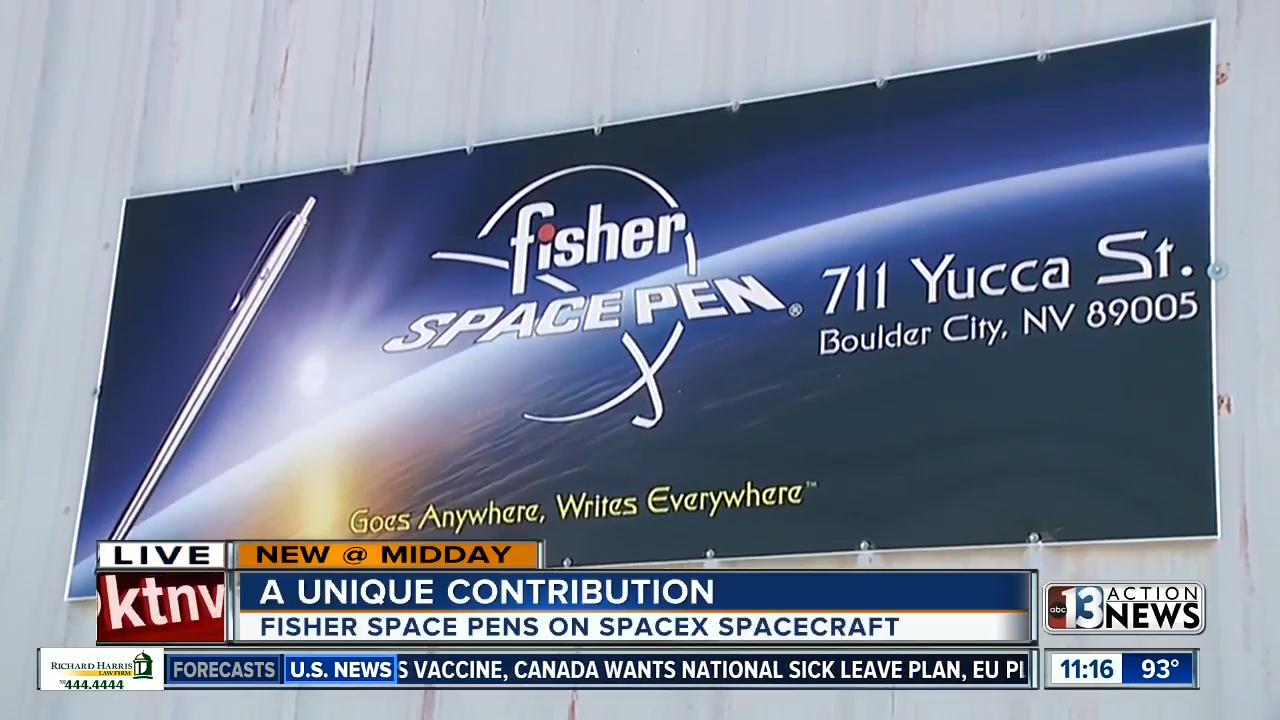 fisher
SPACE PEN®
711 Yucca St.
Boulder City, NV 89005
Goes Anywhere, Writes Everywhere™
LIVE
NEW @ MIDDAY
ktnv
A UNIQUE CONTRIBUTION
FISHER SPACE PENS ON SPACEX SPACECRAFT
abc 13 ACTION NEWS
RICHARD HARRIS
LAW FIRM
702 444.4444
FORECASTS
U.S. NEWS
S VACCINE, CANADA WANTS NATIONAL SICK LEAVE PLAN, EU PL
11:16
93°